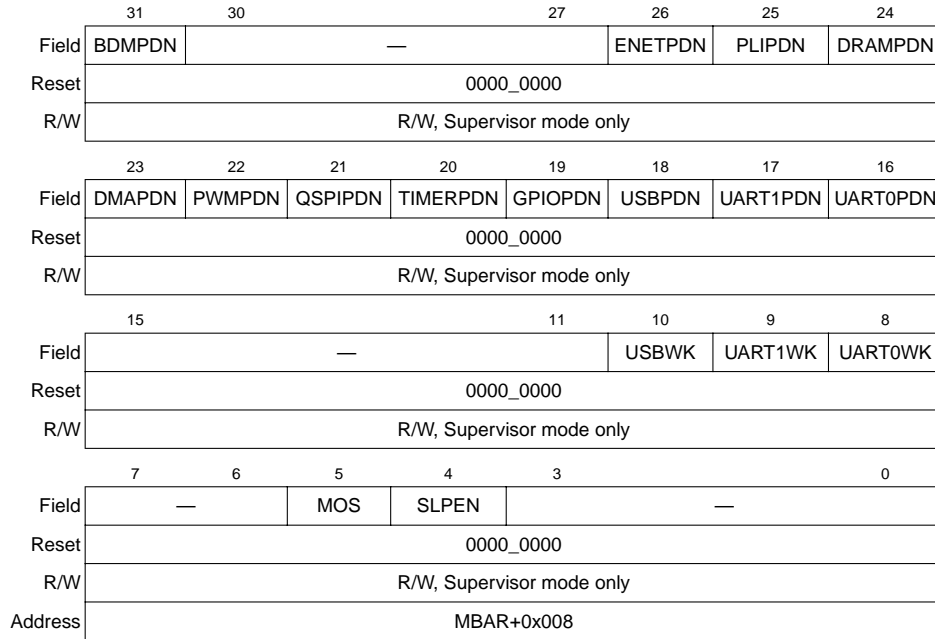 31 30 27 26 25 24
Field BDMPDN — ENETPDN PLIPDN DRAMPDN
Reset 0000_0000
R/W R/W, Supervisor mode only
23 22 21 20 19 18 17 16
Field DMAPDN PWMPDN QSPIPDN TIMERPDN GPIOPDN USBPDN UART1PDN UART0PDN
Reset 0000_0000
R/W R/W, Supervisor mode only
15 11 10 9 8
Field — USBWK UART1WK UART0WK
Reset 0000_0000
R/W R/W, Supervisor mode only
7 6 5 4 3 0
Field — MOS SLPEN —
Reset 0000_0000
R/W R/W, Supervisor mode only
Address MBAR+0x008